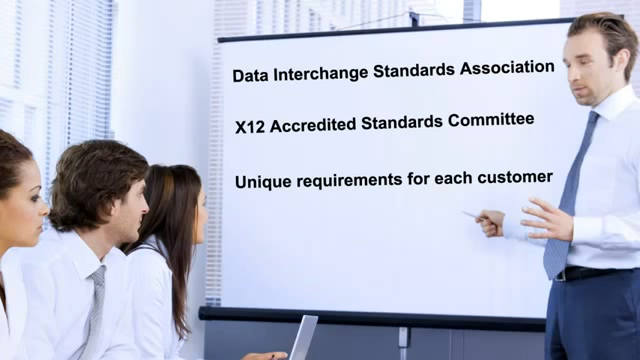 Data Interchange Standards Association
X12 Accredited Standards Committee
Unique requirements for each customer